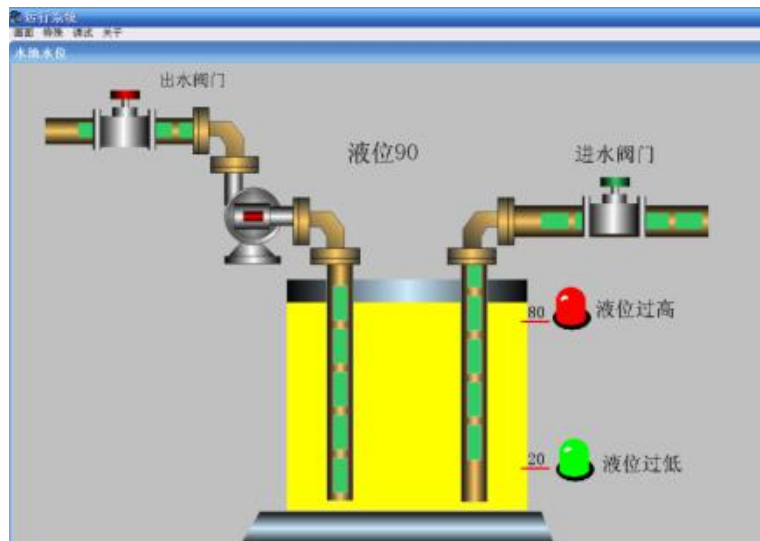 运行系统
画面 特殊 调试 关于
水池水位
出水阀门
液位90
进水阀门
80
液位过高
20
液位过低